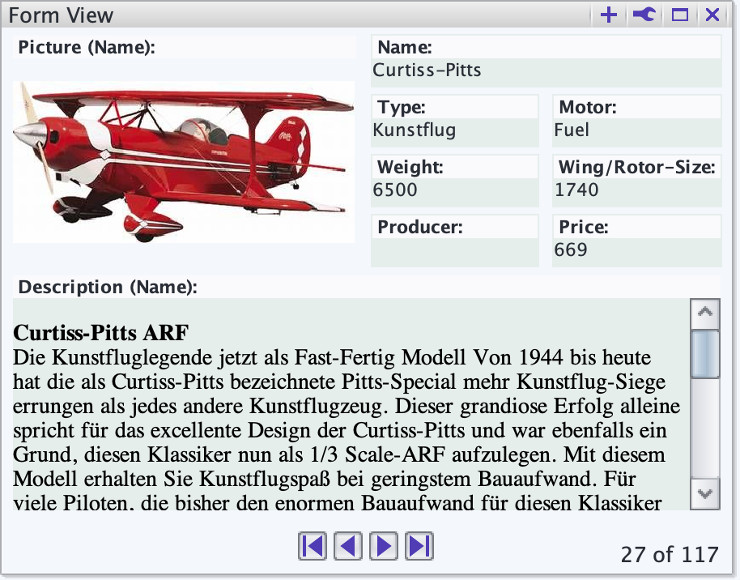 Form View
Picture (Name):
Name:
Curtiss-Pitts
Type:
Kunstflug
Motor:
Fuel
Weight:
6500
Wing/Rotor-Size:
1740
Producer:
Price:
669
Description (Name):
Curtiss-Pitts ARF
Die Kunstfluglegende jetzt als Fast-Fertig Modell Von 1944 bis heute
hat die als Curtiss-Pitts bezeichnete Pitts-Special mehr Kunstflug-Siege
errungen als jedes andere Kunstflugzeug. Dieser grandiose Erfolg alleine
spricht für das excellente Design der Curtiss-Pitts und war ebenfalls ein
Grund, diesen Klassiker nun als 1/3 Scale-ARF aufzulegen. Mit diesem
Modell erhalten Sie Kunstflugspaß bei geringstem Bauaufwand. Für
viele Piloten, die bisher den enormen Bauaufwand für diesen Klassiker
27 of 117